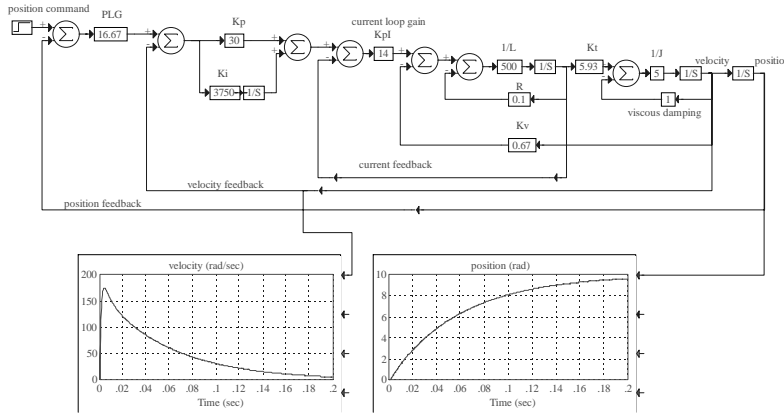 position command
PLG
16.67
Kp
30
Ki
3750
1/S
current loop gain
KpI
14
1/L
500
1/S
R
0.1
Kv
0.67
Kt
5.93
1/J
5
1/S
velocity
1/S
position
1
viscous damping
current feedback
velocity feedback
position feedback
velocity (rad/sec)
200
150
100
50
0
0 .02 .04 .06 .08 .1 .12 .14 .16 .18 .2
Time (sec)
position (rad)
10
8
6
4
2
0
0 .02 .04 .06 .08 .1 .12 .14 .16 .18 .2
Time (sec)